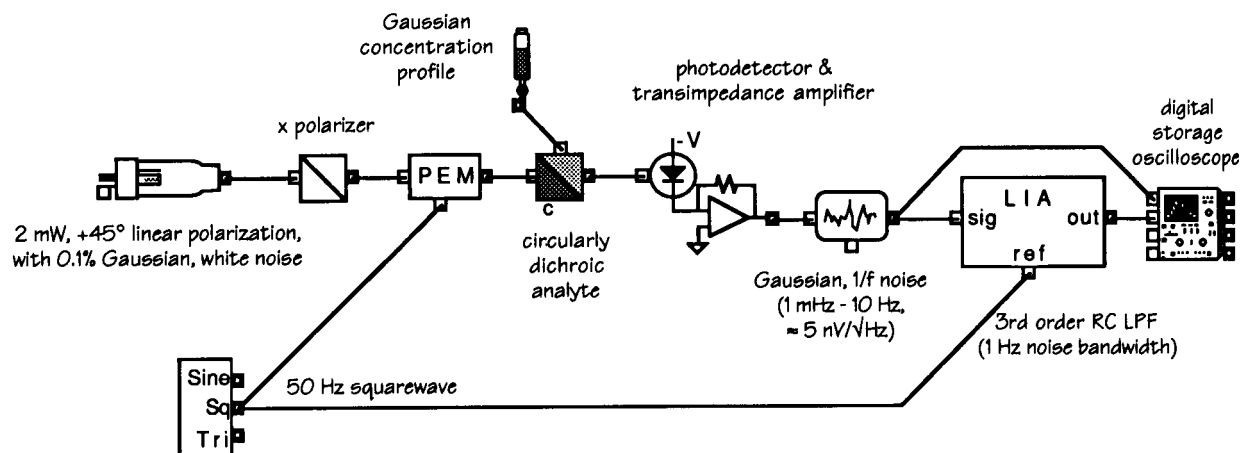 Gaussian
concentration
profile
photodetector &
transimpedance amplifier
digital
storage
oscilloscope
x polarizer
-V
PEM
LIA
sig
out
ref
c
2 mW, +45° linear polarization,
with 0.1% Gaussian, white noise
circularly
dichroic
analyte
Gaussian, 1/f noise
(1 mHz - 10 Hz,
≈ 5 nV/√Hz)
3rd order RC LPF
(1 Hz noise bandwidth)
Sine
Sq
Tri
50 Hz squarewave